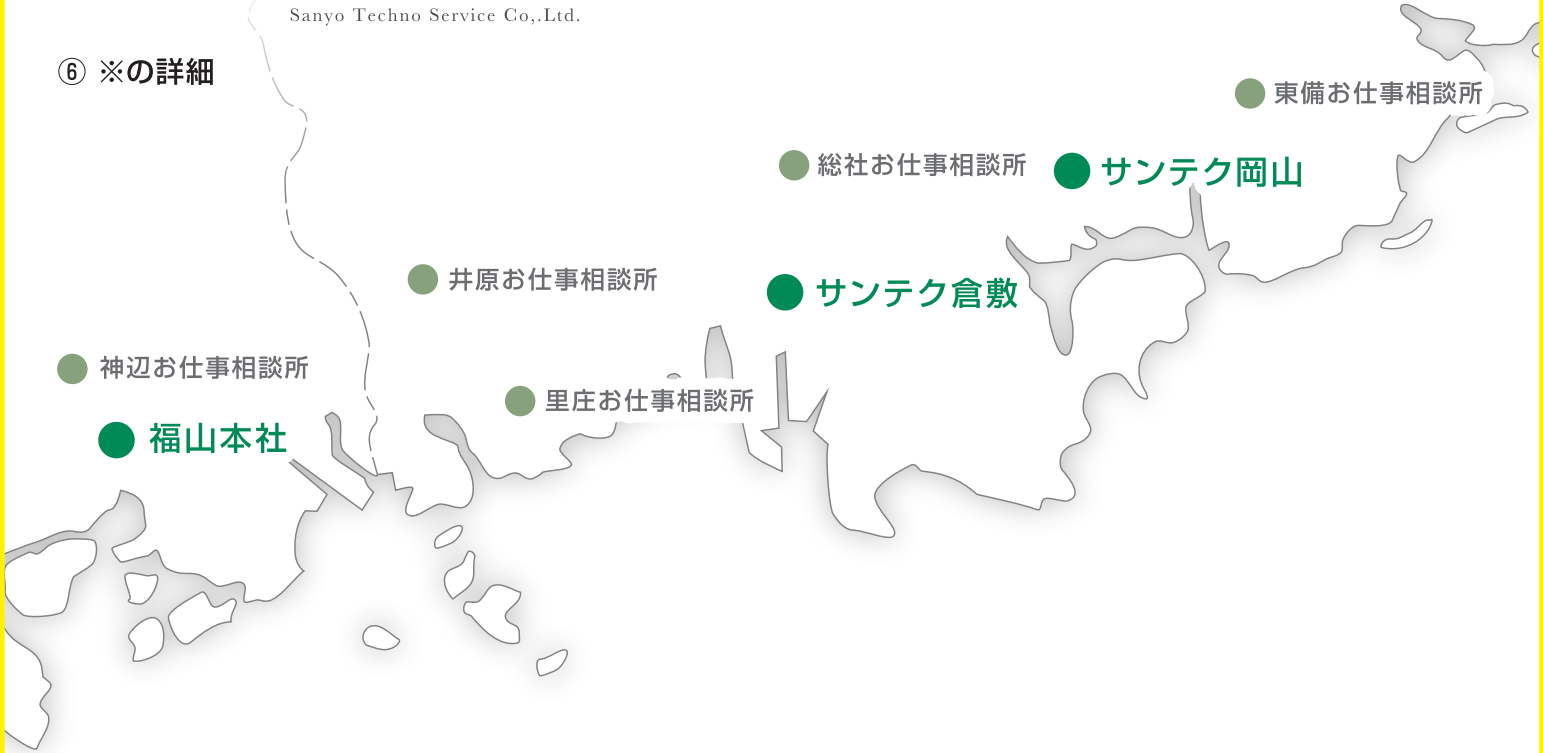 Sanyo Techno Service Co,.Ltd.
⑥ ※の詳細
東備お仕事相談所
総社お仕事相談所
サンテク岡山
井原お仕事相談所
サンテク倉敷
神辺お仕事相談所
里庄お仕事相談所
福山本社